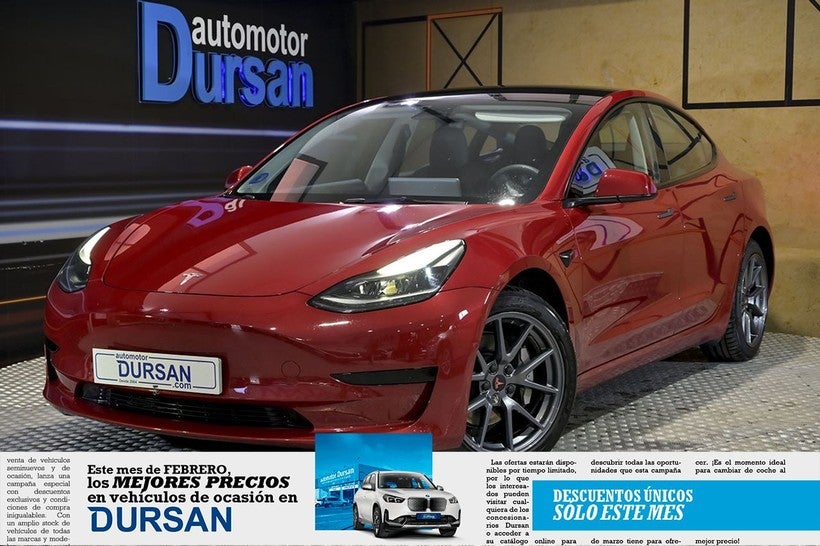 automotor
Dursan
automotor
DURSAN
.com
Desde 2004
venta de vehículos
seminuevos y de
ocasión, lanza una
campaña especial
con descuentos
exclusivos y condi-
ciones de compra
inigualables. Con
un amplio stock de
vehículos de todas
las marcas y mode-
Este mes de FEBRERO,
los MEJORES PRECIOS
en vehículos de ocasión en
DURSAN
automotor Dursan
Las ofertas estarán dispo-
nibles por tiempo limitado,
por lo que
los interesa-
dos pueden
visitar cual-
quiera de los
concesiona-
rios Dursan
o acceder a
su catálogo
online para
descubrir todas las oportu-
nidades que esta campaña
de marzo tiene para ofre-
cer. ¡Es el momento ideal
para cambiar de coche al
mejor precio!
DESCUENTOS ÚNICOS
SOLO ESTE MES